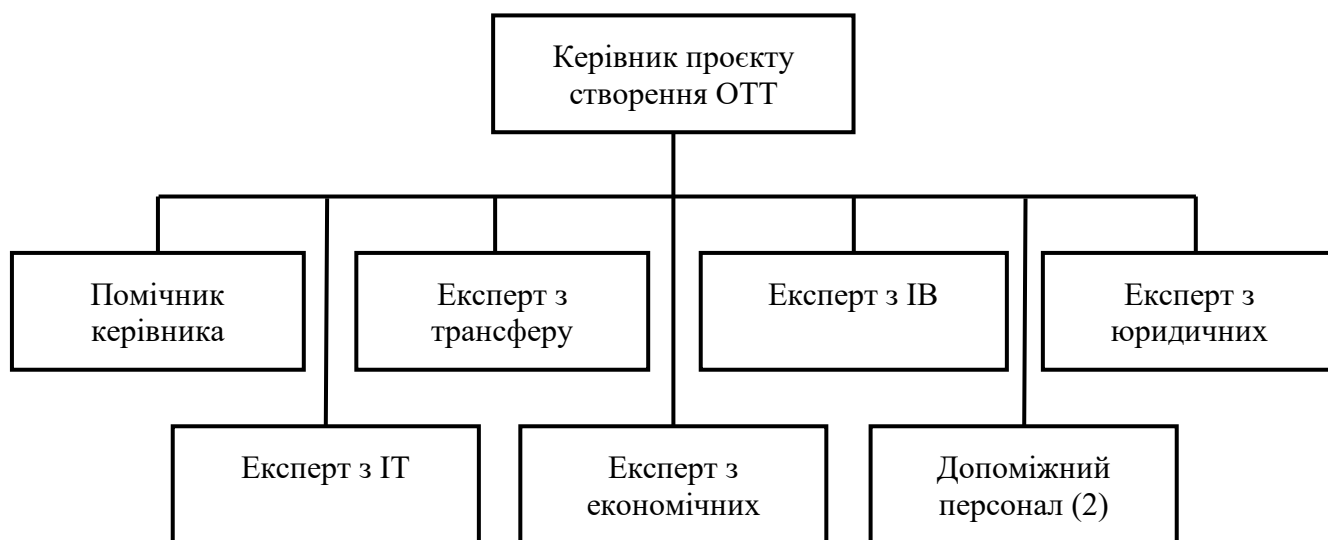 Керівник проєкту
створення ОТТ
Помічник
керівника
Експерт з
трансферу
Експерт з ІВ
Експерт з
юридичних
Експерт з ІТ
Експерт з
економічних
Допоміжний
персонал (2)